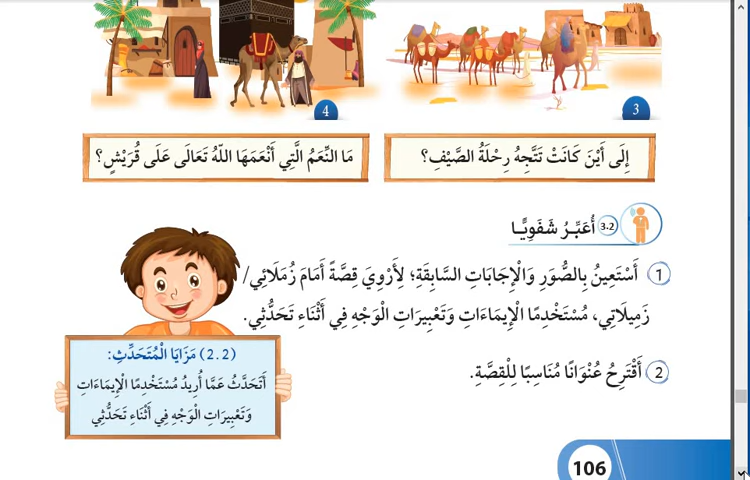 3
4
إِلَى أَيْنَ كَانَتْ تَتَّجِهُ رِحْلَةُ الصَّيْفِ؟
مَا النِّعَمُ الَّتِي أَنْعَمَهَا اللّٰهُ تَعَالَى عَلَى قُرَيْشٍ؟
3.2 أُعَبِّرُ شَفَوِيًّا
1 أَسْتَعِينُ بِالصُّوَرِ وَالْإِجَابَاتِ السَّابِقَةِ؛ لِأَرْوِيَ قِصَّةً أَمَامَ زُمَلَائِي/
زَمِيلَاتِي، مُسْتَخْدِمًا الْإِيمَاءَاتِ وَتَعْبِيرَاتِ الْوَجْهِ فِي أَثْنَاءِ تَحَدُّثِي.
2 أَقْتَرِحُ عُنْوَانًا مُنَاسِبًا لِلْقِصَّةِ.
(2.2) مَزَايَا الْمُتَحَدِّثِ:
أَتَحَدَّثُ عَمَّا أُرِيدُ مُسْتَخْدِمًا الْإِيمَاءَاتِ
وَتَعْبِيرَاتِ الْوَجْهِ فِي أَثْنَاءِ تَحَدُّثِي
106